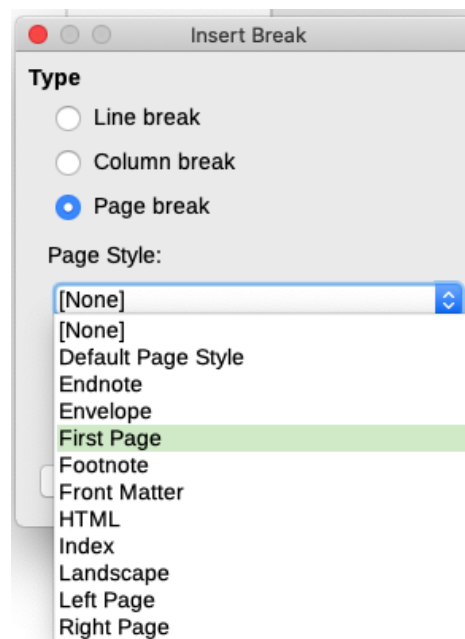 Insert Break
Type
Line break
Column break
Page break
Page Style:
[None]
[None]
Default Page Style
Endnote
Envelope
First Page
Footnote
Front Matter
HTML
Index
Landscape
Left Page
Right Page